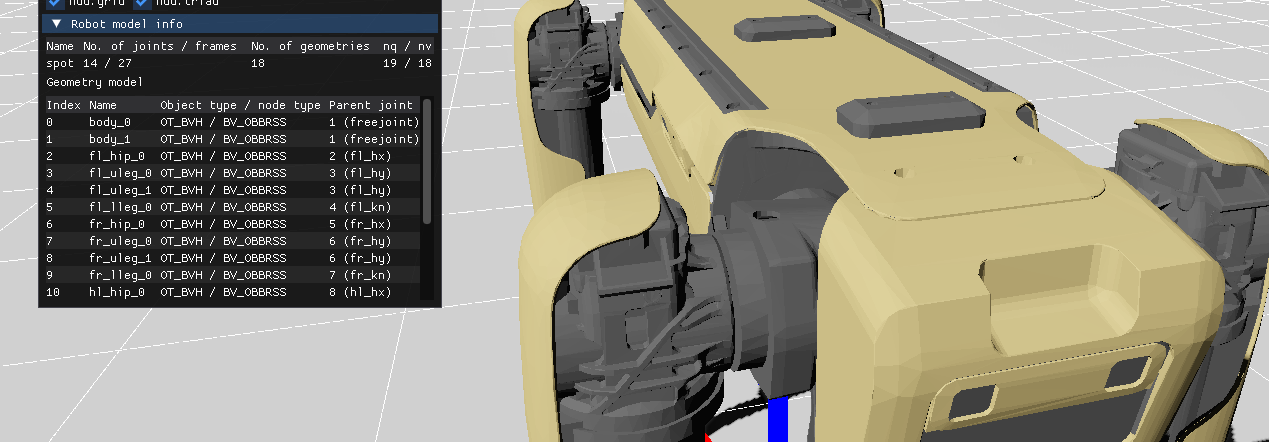 hud.grid hud.triad
Robot model info
Name No. of joints / frames No. of geometries nq / nv
spot 14 / 27 18 19 / 18
Geometry model
Index Name Object type / node type Parent joint
0 body_0 OT_BVH / BV_OBBRSS 1 (freejoint)
1 body_1 OT_BVH / BV_OBBRSS 1 (freejoint)
2 fl_hip_0 OT_BVH / BV_OBBRSS 2 (fl_hx)
3 fl_uleg_0 OT_BVH / BV_OBBRSS 3 (fl_hy)
4 fl_uleg_1 OT_BVH / BV_OBBRSS 3 (fl_hy)
5 fl_lleg_0 OT_BVH / BV_OBBRSS 4 (fl_kn)
6 fr_hip_0 OT_BVH / BV_OBBRSS 5 (fr_hx)
7 fr_uleg_0 OT_BVH / BV_OBBRSS 6 (fr_hy)
8 fr_uleg_1 OT_BVH / BV_OBBRSS 6 (fr_hy)
9 fr_lleg_0 OT_BVH / BV_OBBRSS 7 (fr_kn)
10 hl_hip_0 OT_BVH / BV_OBBRSS 8 (hl_hx)